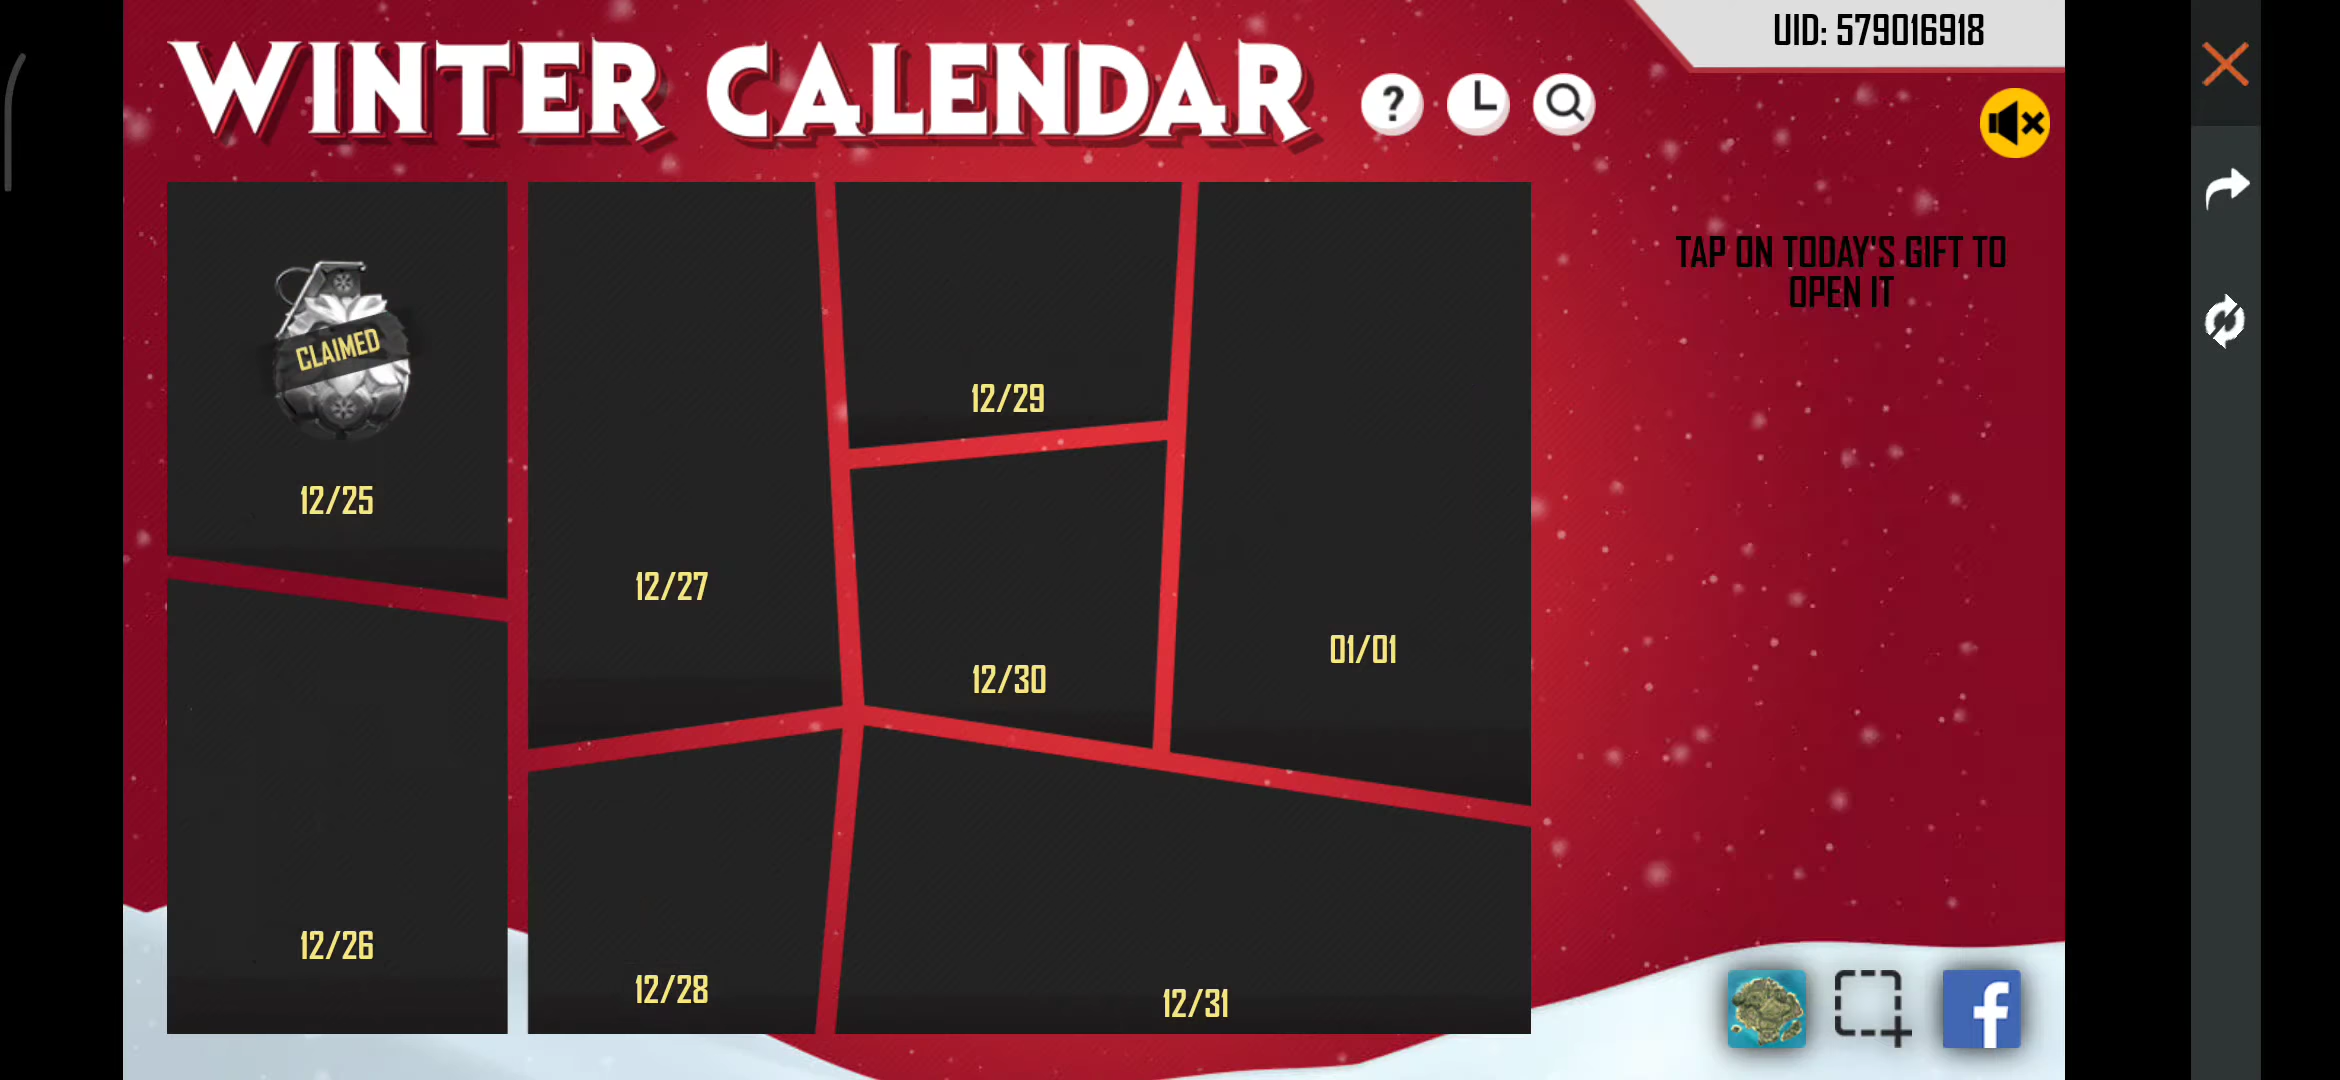 UID: 579016918
WINTER CALENDAR
?
TAP ON TODAY'S GIFT TO
OPEN IT
CLAIMED
12/25
12/26
12/27
12/28
12/29
12/30
01/01
12/31
f